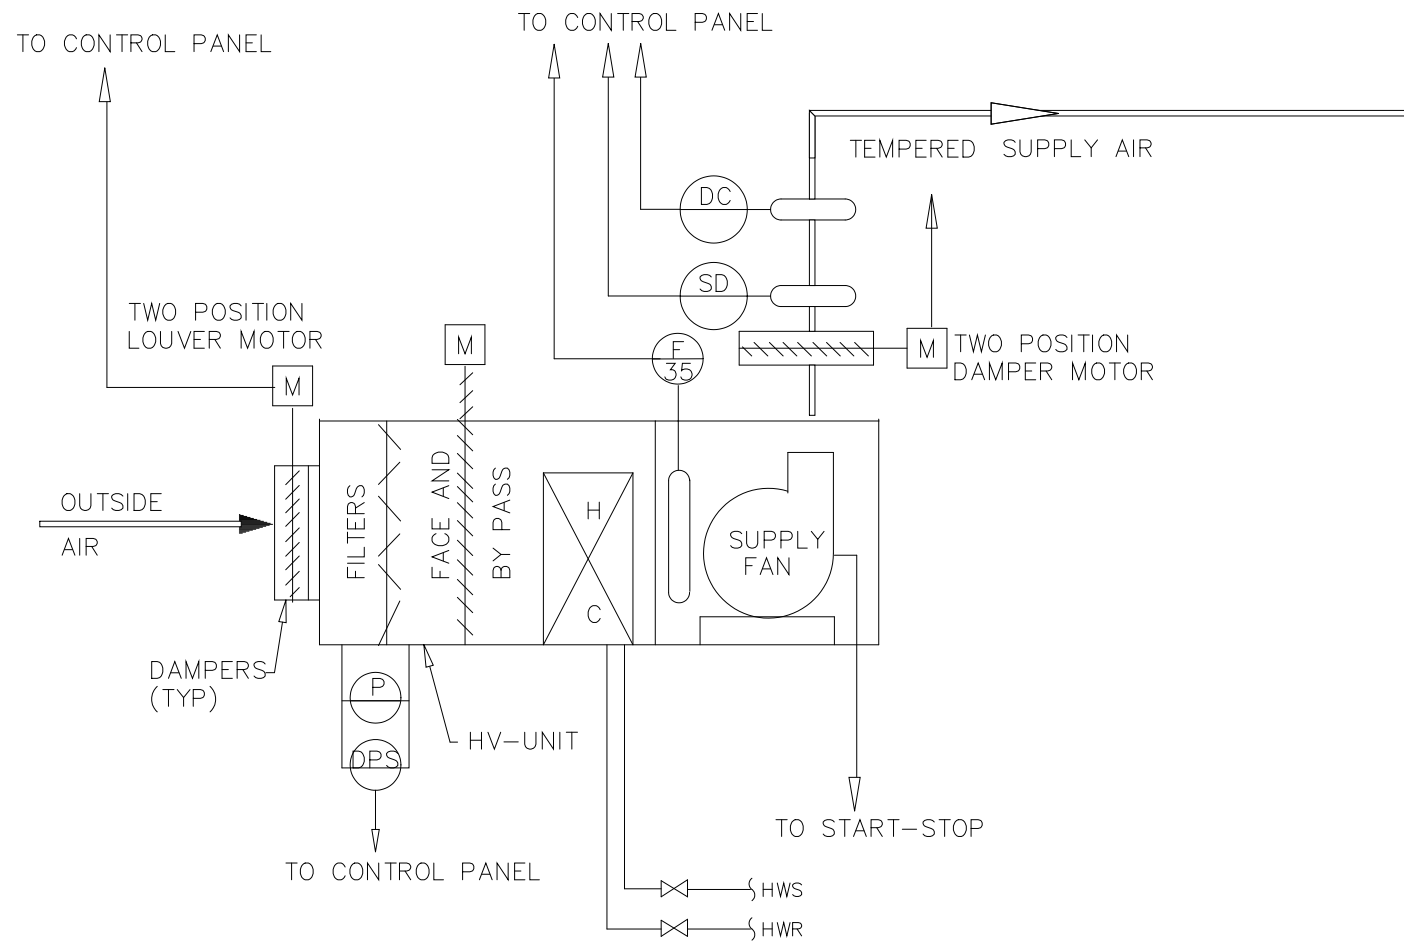 TO CONTROL PANEL
TO CONTROL PANEL
TEMPERED SUPPLY AIR
DC
SD
TWO POSITION
LOUVER MOTOR
M
M
F
35
M
TWO POSITION
DAMPER MOTOR
OUTSIDE
AIR
FILTERS
FACE AND
BY PASS
H
C
SUPPLY
FAN
DAMPERS
(TYP)
P
DPS
HV-UNIT
TO START-STOP
TO CONTROL PANEL
HWS
HWR